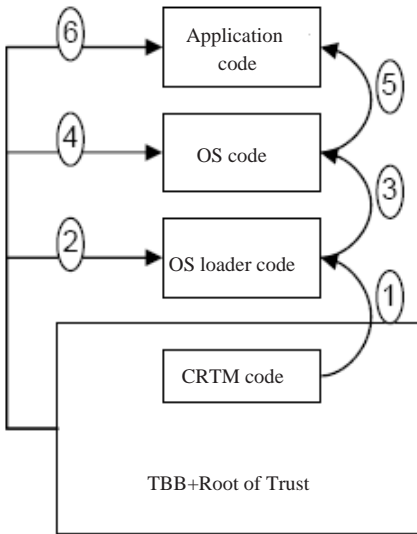 6
Application
code
5
4
OS code
3
2
OS loader code
1
CRTM code
TBB+Root of Trust